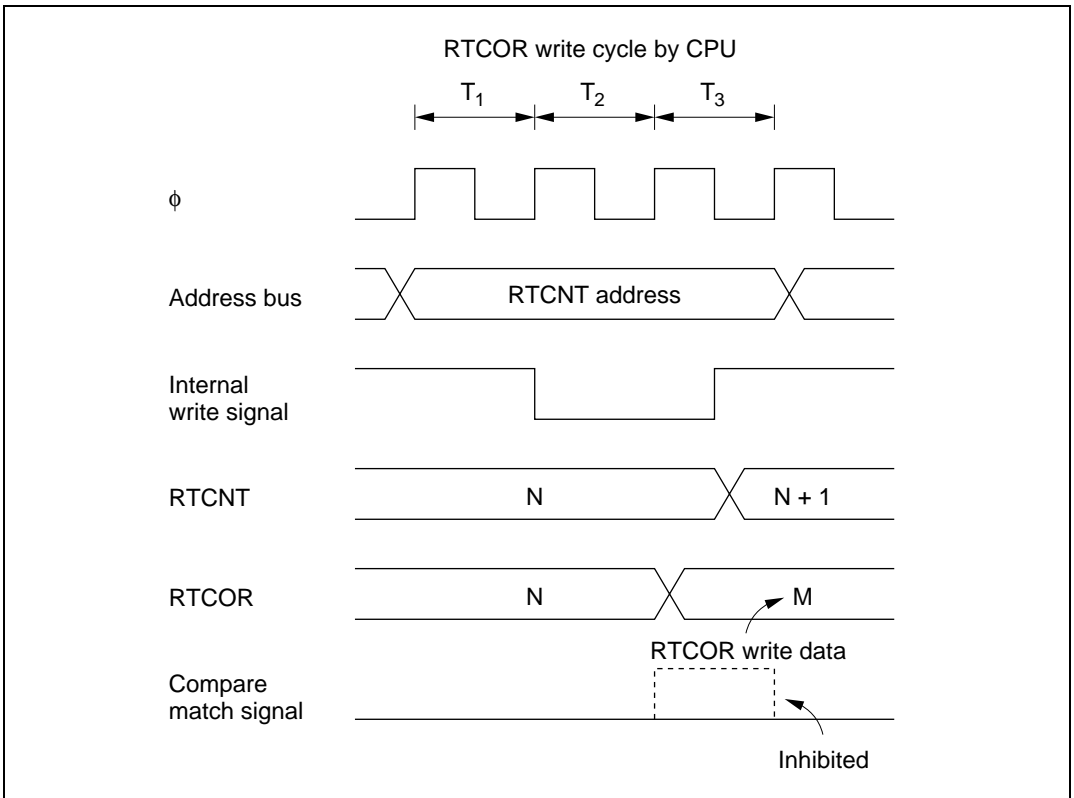 RTCOR write cycle by CPU
T1 T2 T3
ϕ
Address bus
RTCNT address
Internal
write signal
RTCNT
N
N + 1
RTCOR
N
M
RTCOR write data
Compare
match signal
Inhibited